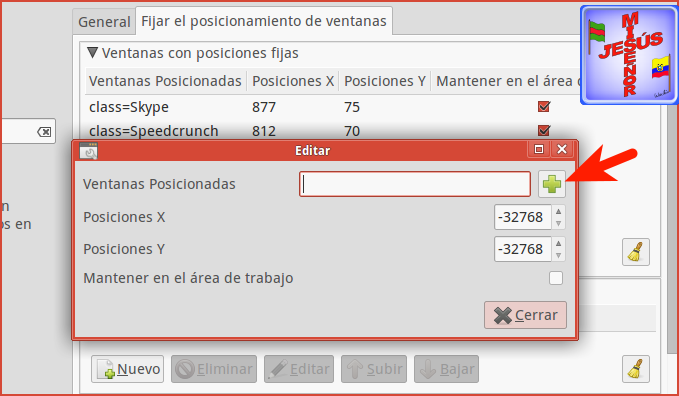 General
Fijar el posicionamiento de ventanas
Ventanas con posiciones fijas
Ventanas Posicionadas Posiciones X Posiciones Y Mantener en el área d
class=Skype 877 75
class=Speedcrunch 812 70
MI SEÑOR
JESÚS
Editar
Ventanas Posicionadas
Posiciones X -32768
Posiciones Y -32768
Mantener en el área de trabajo
Cerrar
n
os en
Nuevo Eliminar Editar Subir Bajar